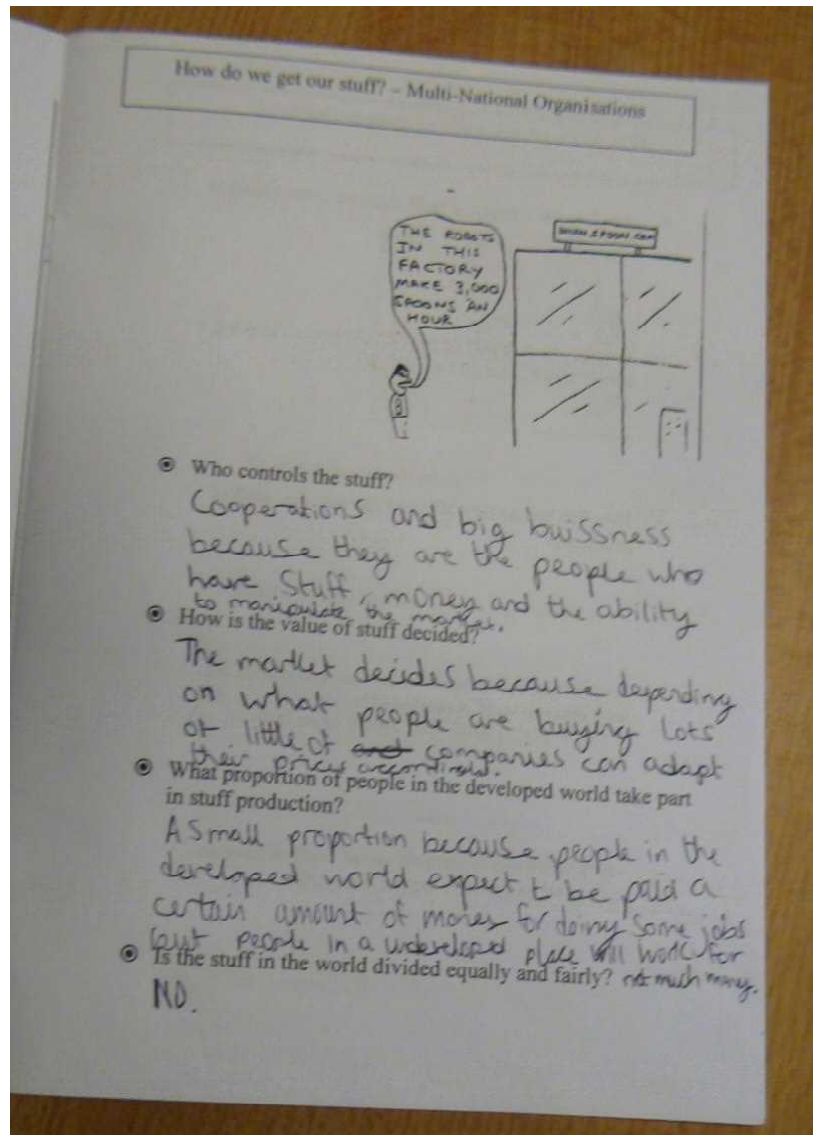 How do we get our stuff? – Multi-National Organisations
THE ROBOTS
IN THIS
FACTORY
MAKE 3,000
SPOONS AN
HOUR
SPOON
Who controls the stuff?
Cooperations and big buissness
because they are the people who
have Stuff, money and the ability
to manipulate the market.
How is the value of stuff decided?
The market decides because depending
on what people are buying lots
or little of and companies can adapt
their prices accordingly.
What proportion of people in the developed world take part
in stuff production?
A Small proportion because people in the
developed world expect t be paid a
certain amount of money for doing some jobs
but people in a undeveloped place will work for
Is the stuff in the world divided equally and fairly? not much money.
NO.